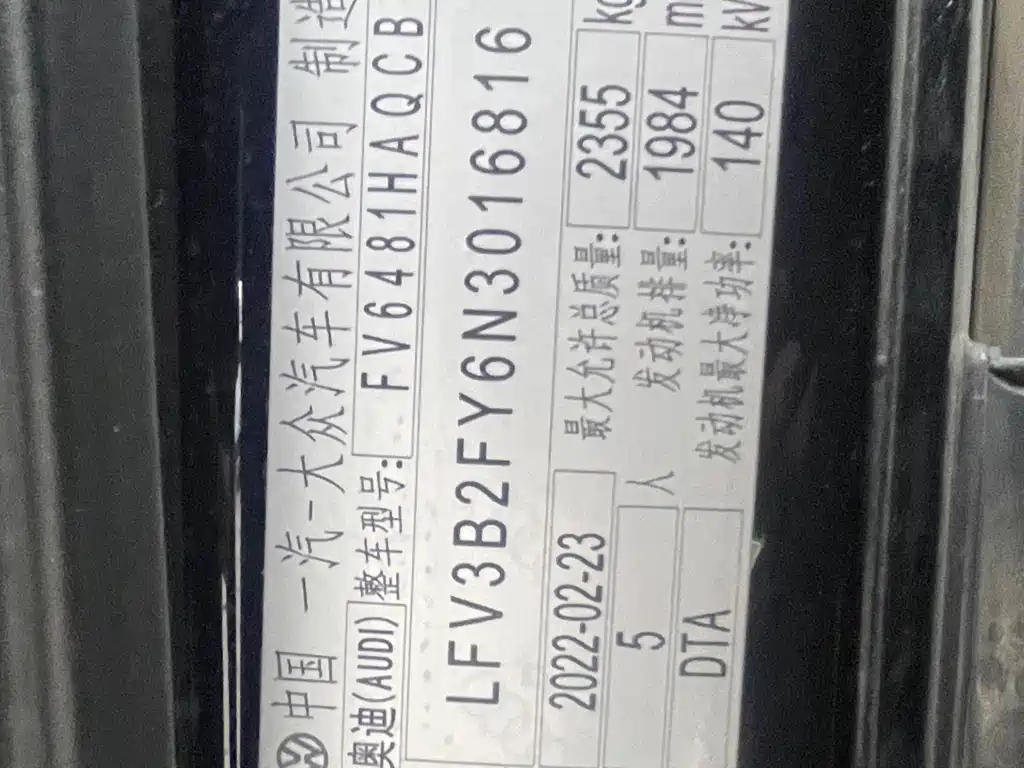 中国 一汽-大众汽车有限公司 制造
奥迪(AUDI) 整车型号: FV6481HAQCB
LFV3B2FY6N3016816
2022-02-23 最大允许总质量: 2355 kg
5 人 发动机排量: 1984 m
DTA 发动机最大净功率: 140 kW